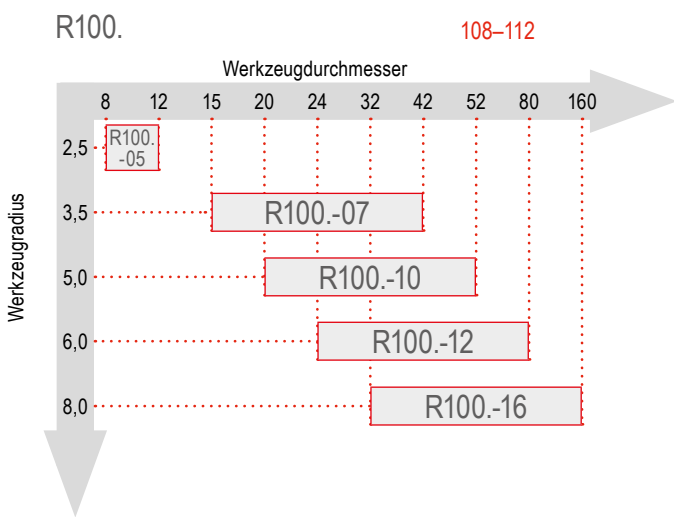 R100.
108–112
Werkzeugdurchmesser
8 12 15 20 24 32 42 52 80 160
Werkzeugradius
2,5
R100.
-05
3,5
R100.-07
5,0
R100.-10
6,0
R100.-12
8,0
R100.-16